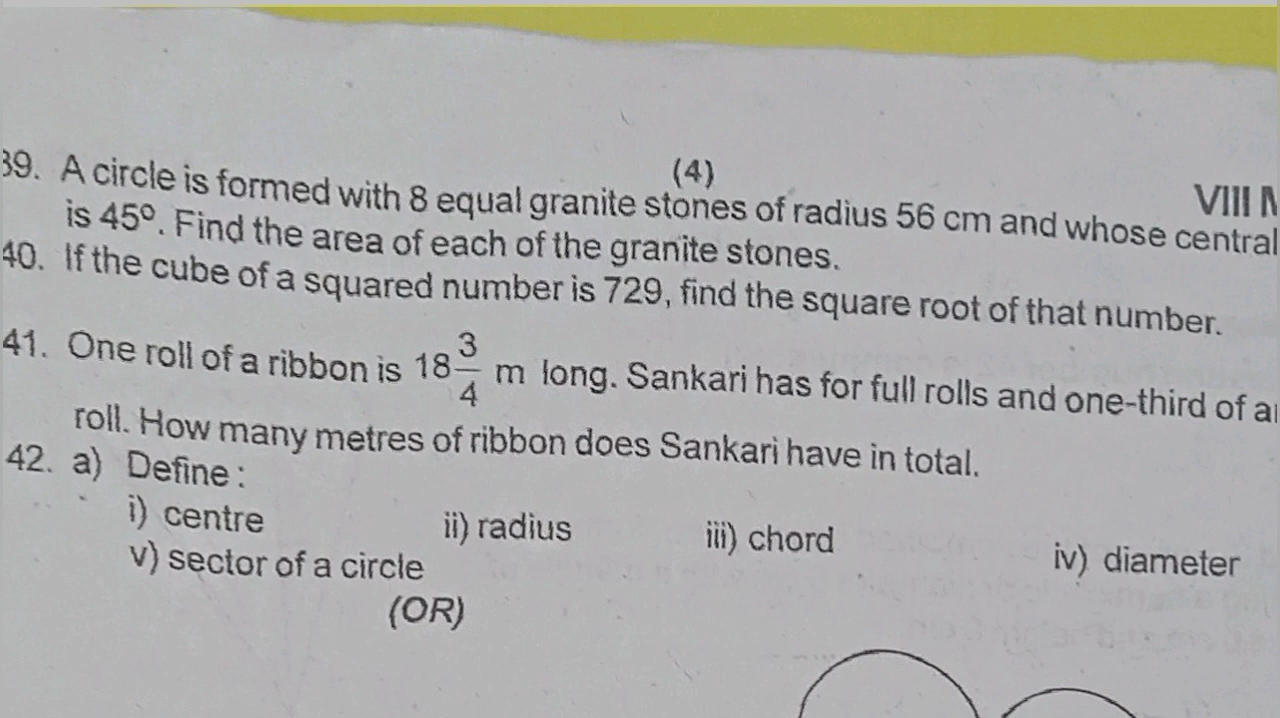 (4)
VIII
39. A circle is formed with 8 equal granite stones of radius 56 cm and whose central
is 45°. Find the area of each of the granite stones.
40. If the cube of a squared number is 729, find the square root of that number.
41. One roll of a ribbon is 18 3/4 m long. Sankari has for full rolls and one-third of
roll. How many metres of ribbon does Sankari have in total.
42. a) Define :
i) centre ii) radius iii) chord iv) diameter
v) sector of a circle
(OR)